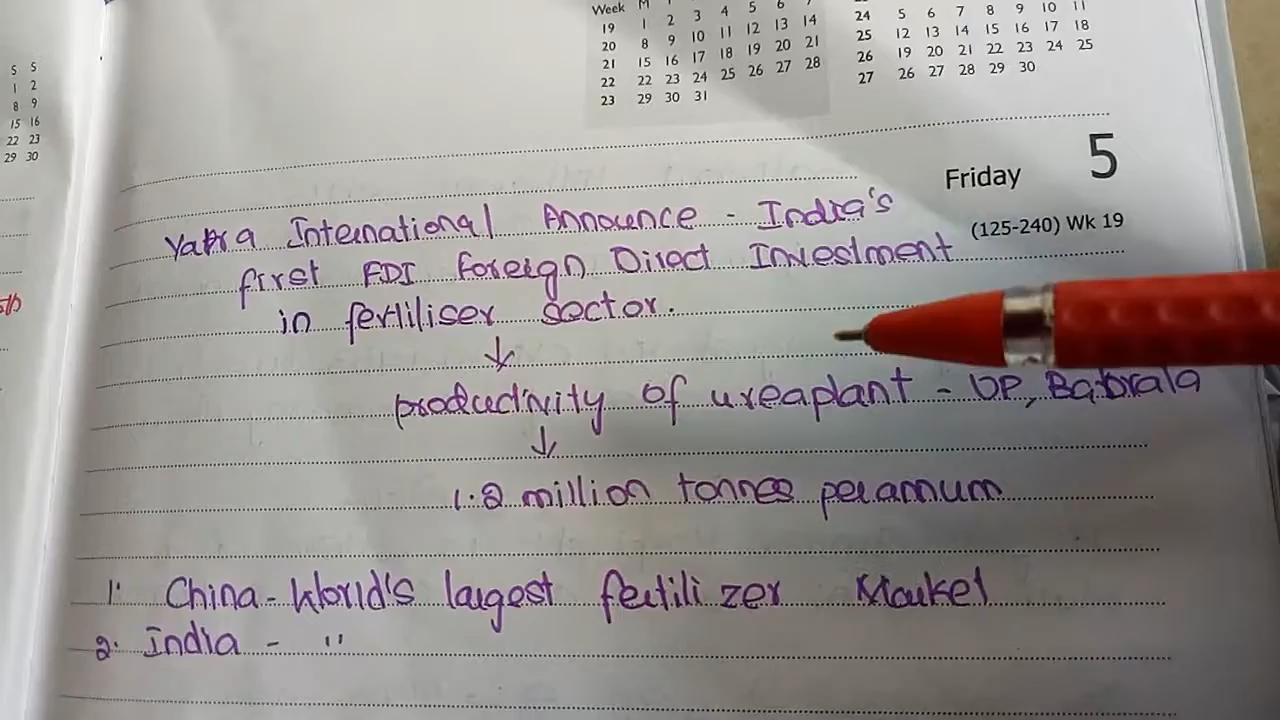 Week M
19 1 2 3 4 5 6 7
20 8 9 10 11 12 13 14
21 15 16 17 18 19 20 21
22 22 23 24 25 26 27 28
23 29 30 31
24 5 6 7 8 9 10 11
25 12 13 14 15 16 17 18
26 19 20 21 22 23 24 25
27 26 27 28 29 30
S S
1 2
8 9
15 16
22 23
29 30
Friday 5
(125-240) Wk 19
International Announce - India's
first FDI Foreign Direct Investment
in fertiliser sector.
↓
productivity of ureaplant - UP, Babrala
↓
1.2 million tonnes perannum
1. China - World's largest fertilizer Market
2. India - "